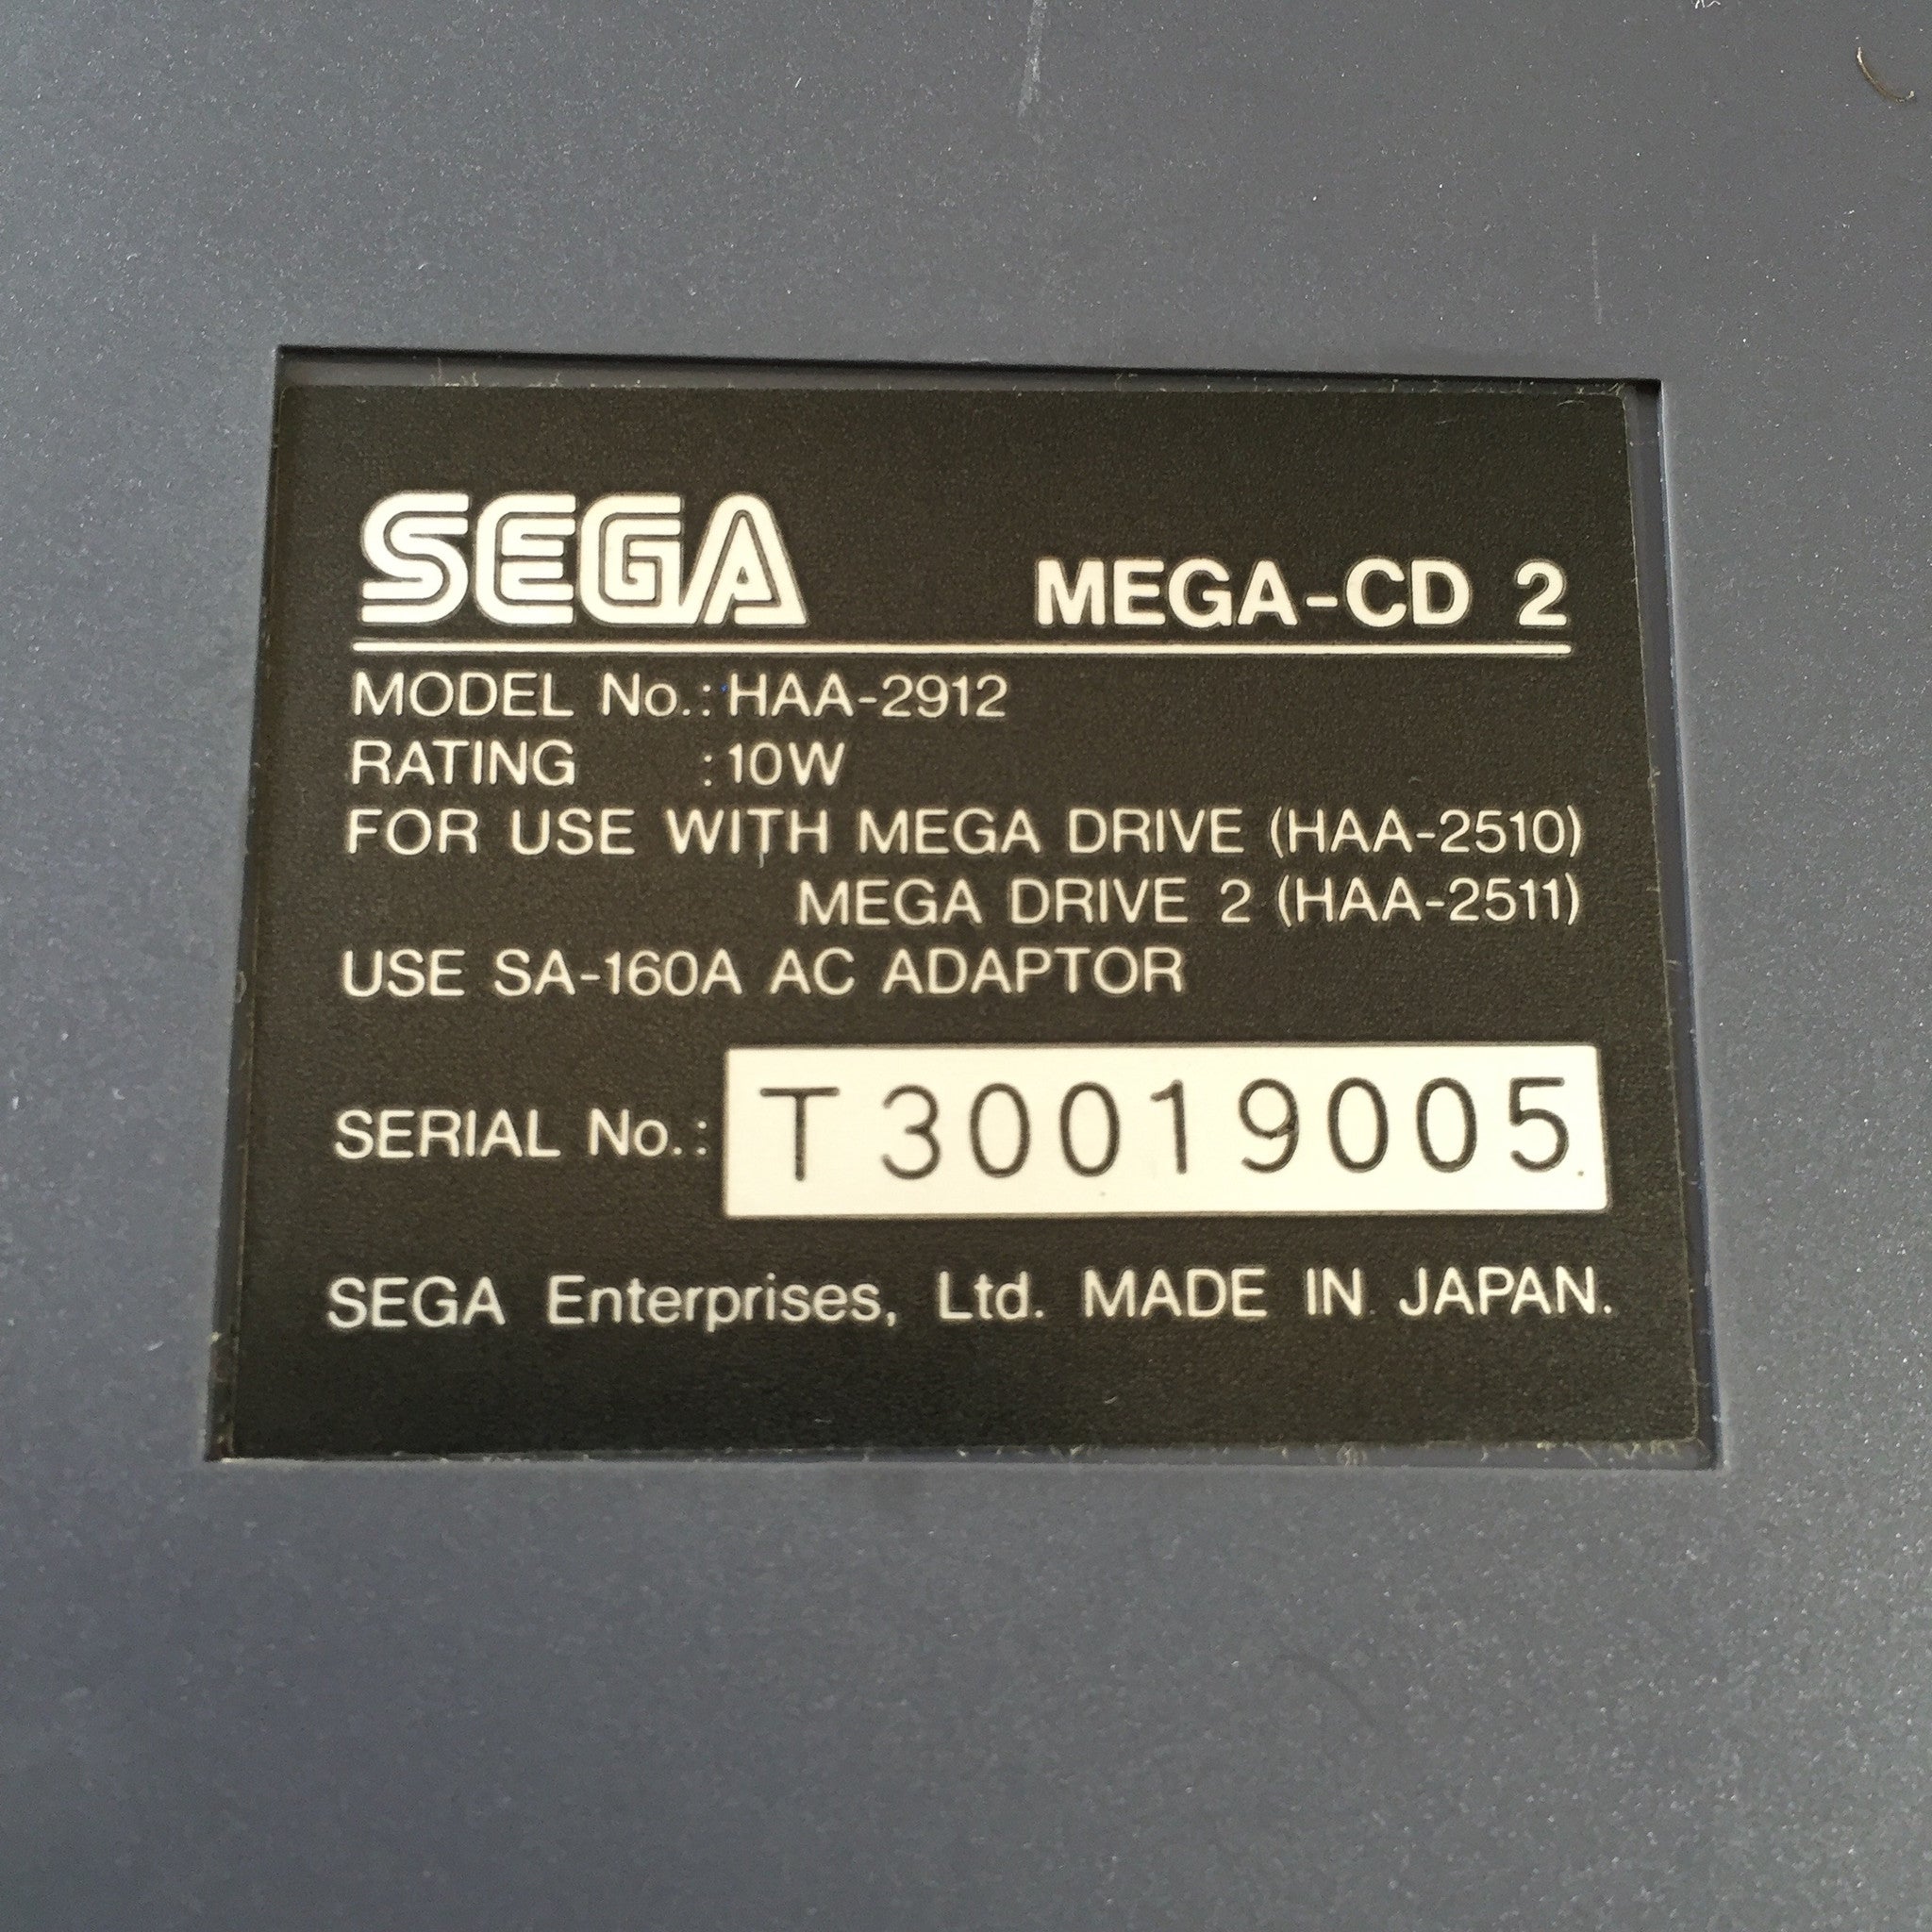 SEGA MEGA-CD 2
MODEL No.: HAA-2912
RATING : 10W
FOR USE WITH MEGA DRIVE (HAA-2510)
MEGA DRIVE 2 (HAA-2511)
USE SA-160A AC ADAPTOR
SERIAL No.: T30019005
SEGA Enterprises, Ltd. MADE IN JAPAN.